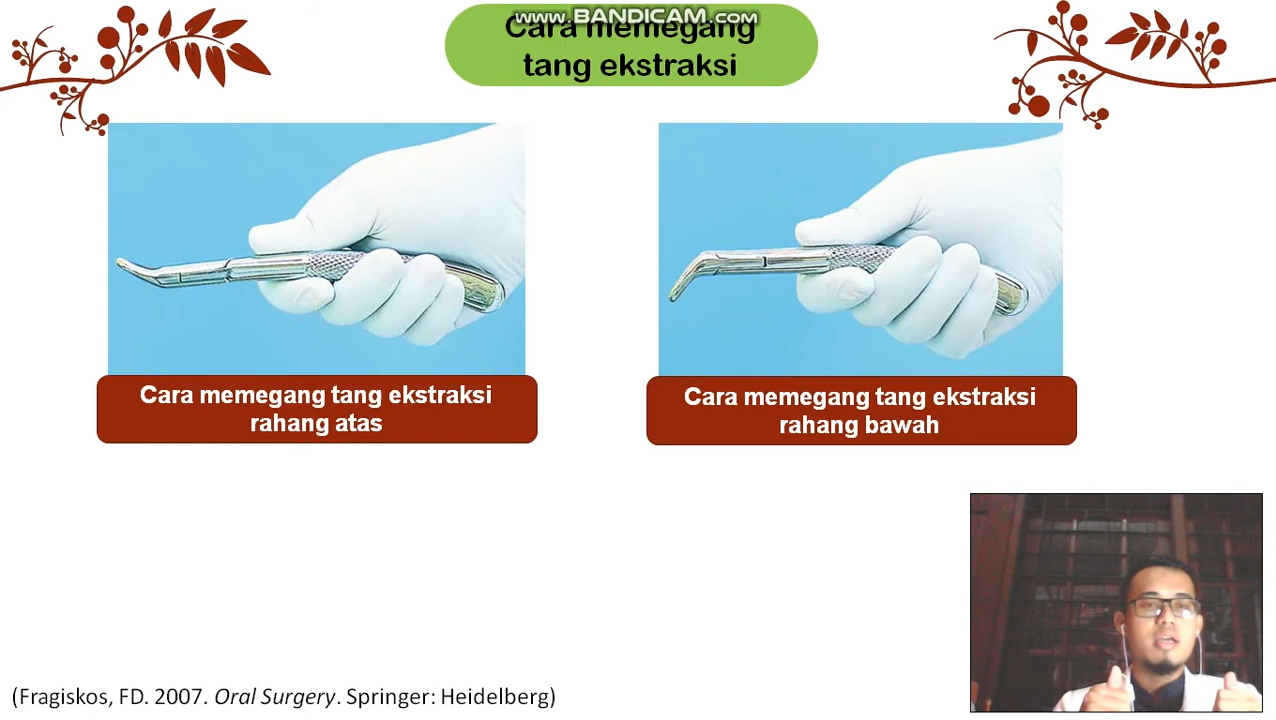 www.BANDICAM.com
Cara memegang
tang ekstraksi
Cara memegang tang ekstraksi
rahang atas
Cara memegang tang ekstraksi
rahang bawah
(Fragiskos, FD. 2007. Oral Surgery. Springer: Heidelberg)